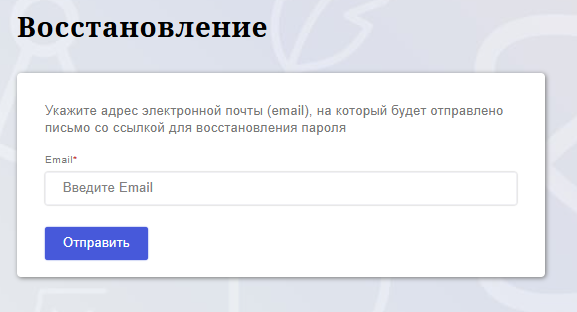 Восстановление
Укажите адрес электронной почты (email), на который будет отправлено
письмо со ссылкой для восстановления пароля
Email*
Введите Email
Отправить